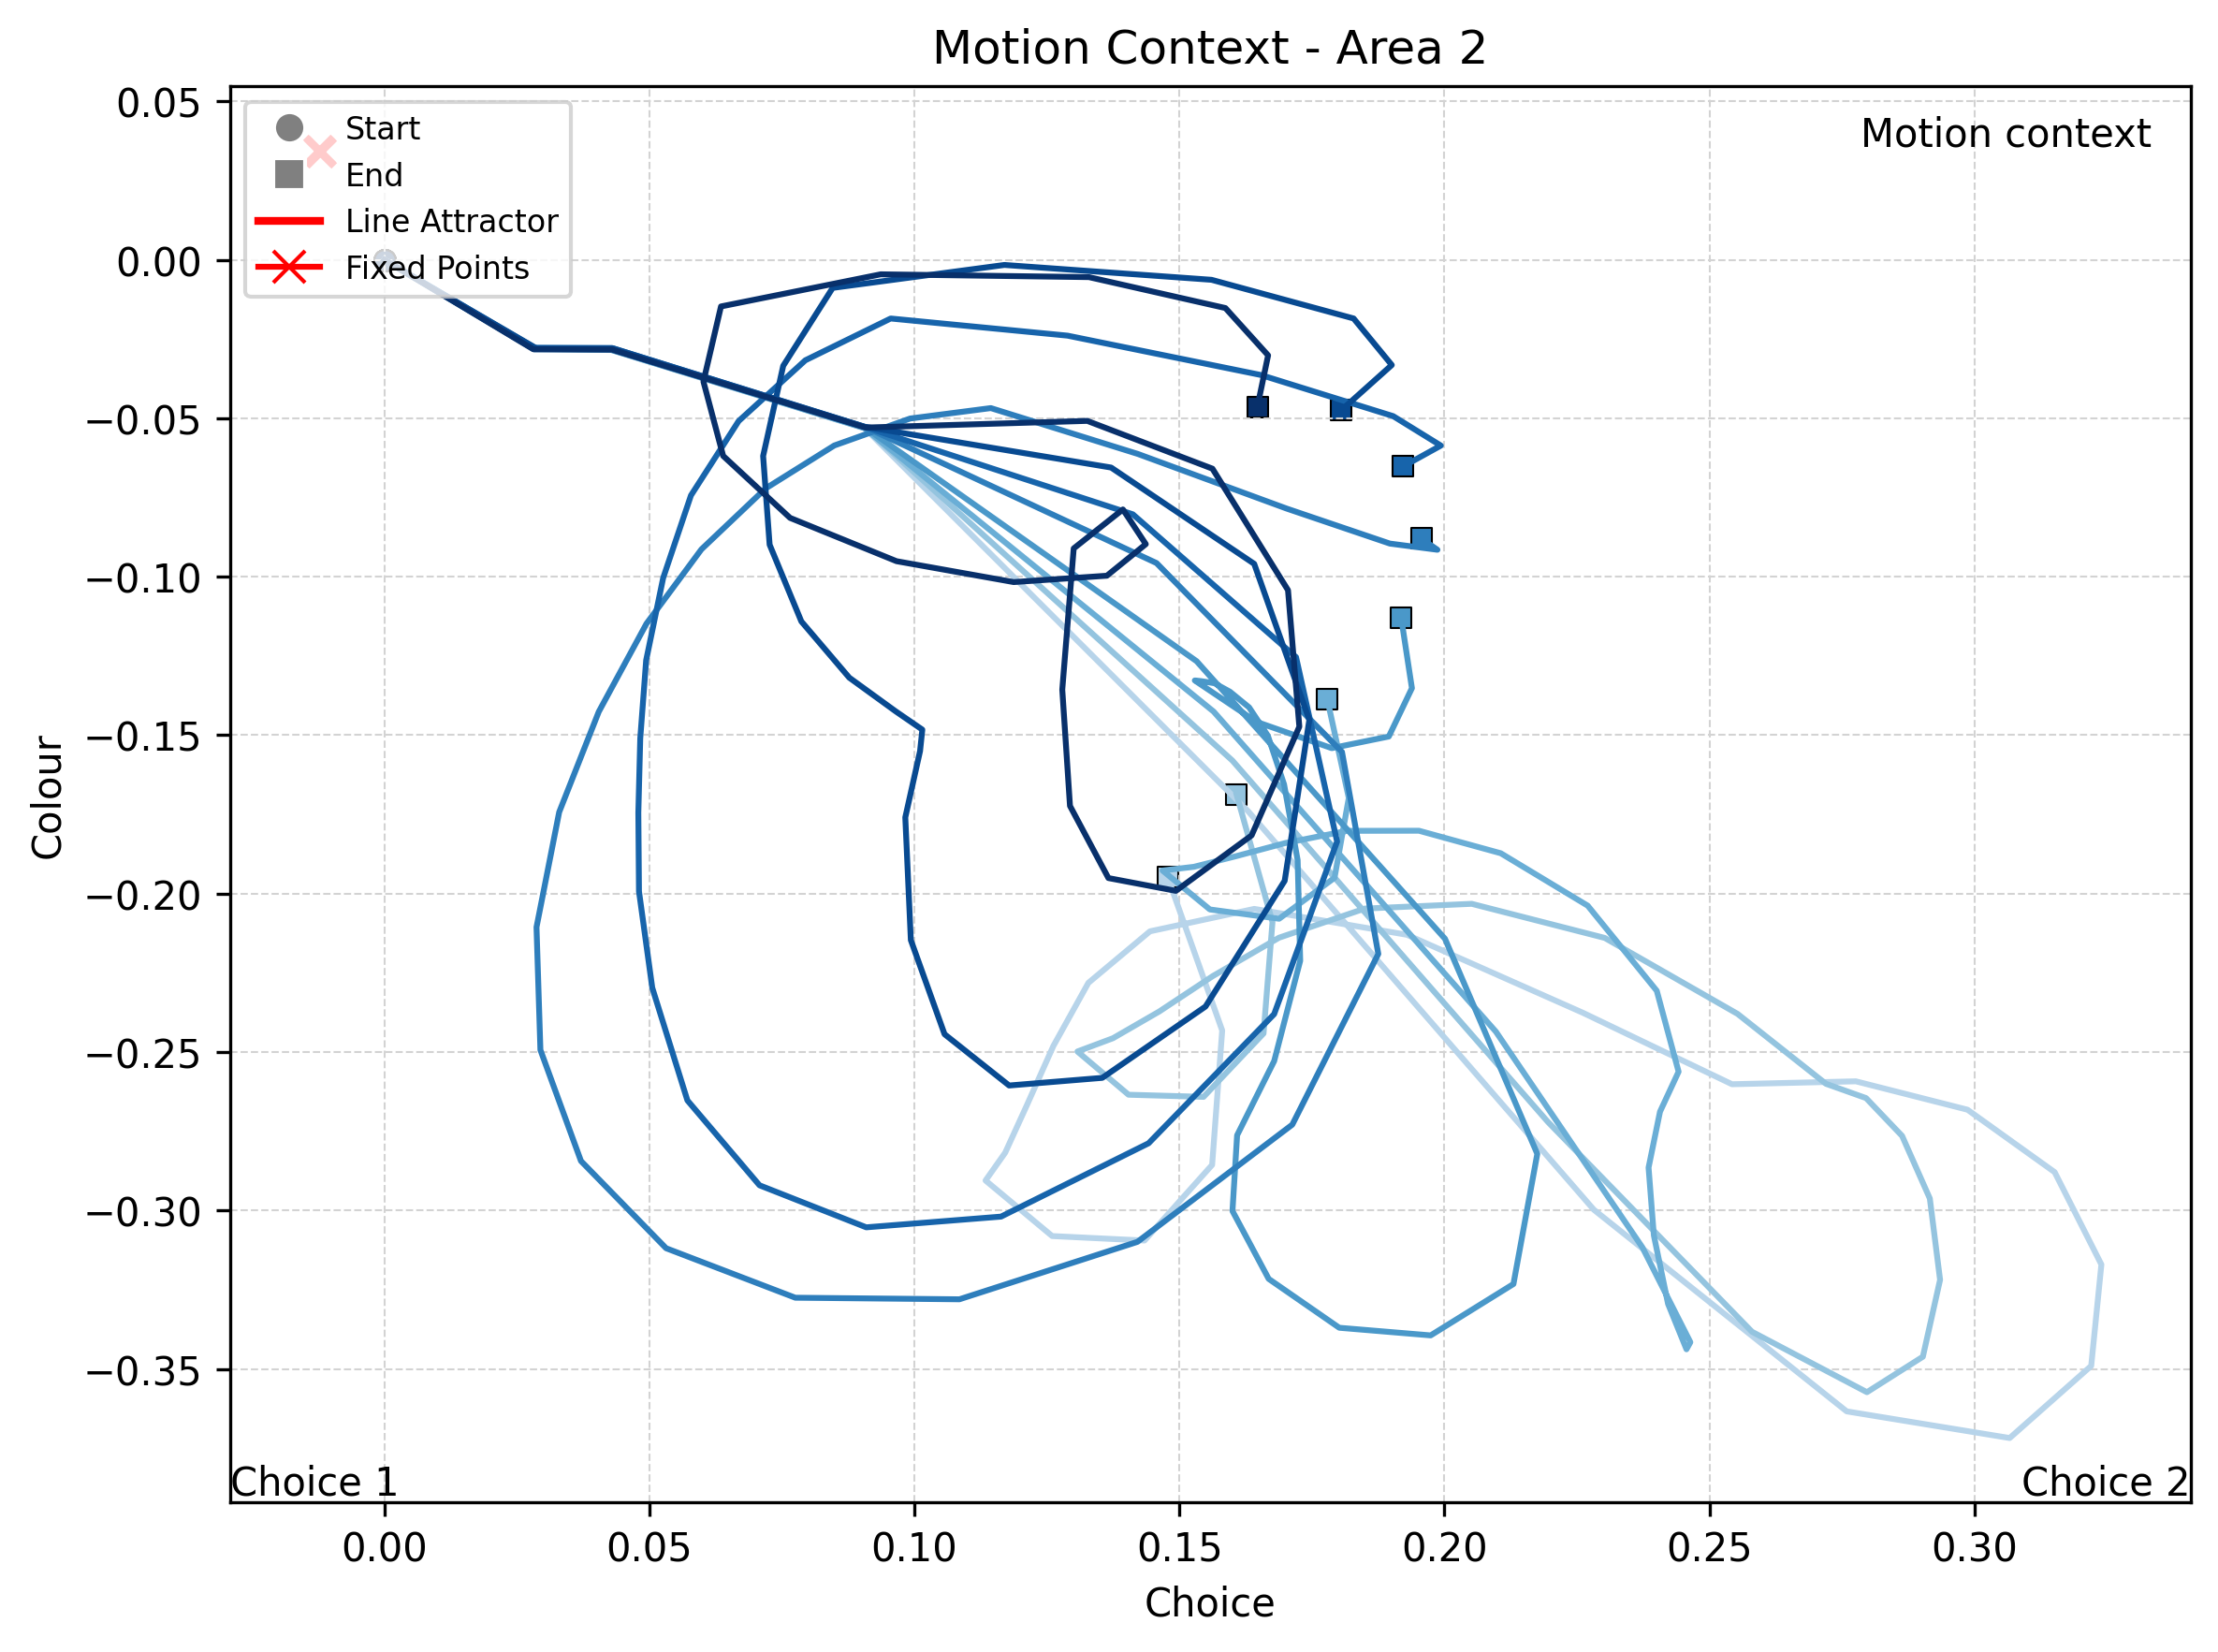 Motion Context - Area 2
Motion context
Start
End
Line Attractor
Fixed Points
0.05
0.00
−0.05
−0.10
−0.15
−0.20
−0.25
−0.30
−0.35
Colour
Choice 1
Choice 2
0.00 0.05 0.10 0.15 0.20 0.25 0.30
Choice